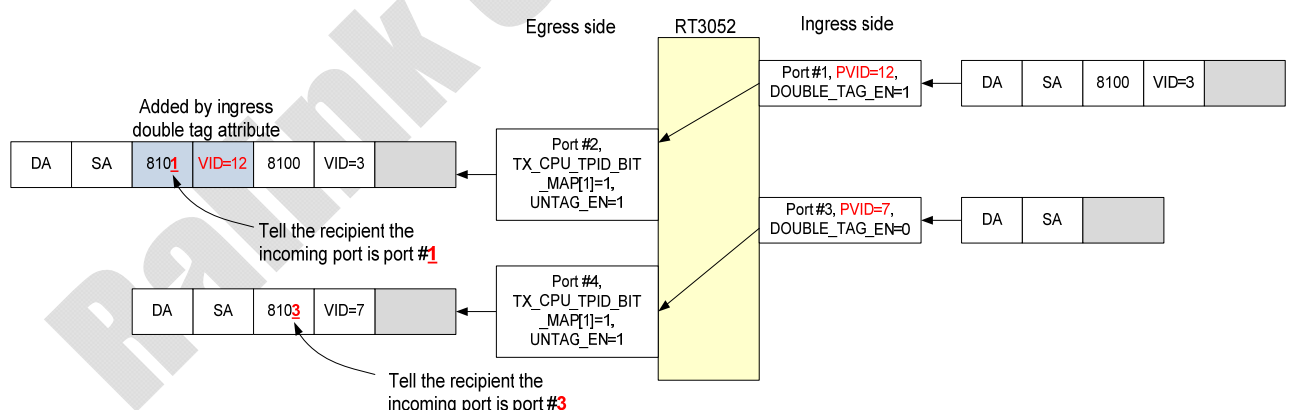 Egress side
RT3052
Ingress side
Port #1, PVID=12,
DOUBLE_TAG_EN=1
DA SA 8100 VID=3
Added by ingress
double tag attribute
DA SA 8101 VID=12 8100 VID=3
Port #2,
TX_CPU_TPID_BIT
_MAP[1]=1,
UNTAG_EN=1
Tell the recipient the
incoming port is port #1
Port #3, PVID=7,
DOUBLE_TAG_EN=0
DA SA
Port #4,
TX_CPU_TPID_BIT
_MAP[1]=1,
UNTAG_EN=1
DA SA 8103 VID=7
Tell the recipient the
incoming port is port #3
Ralink